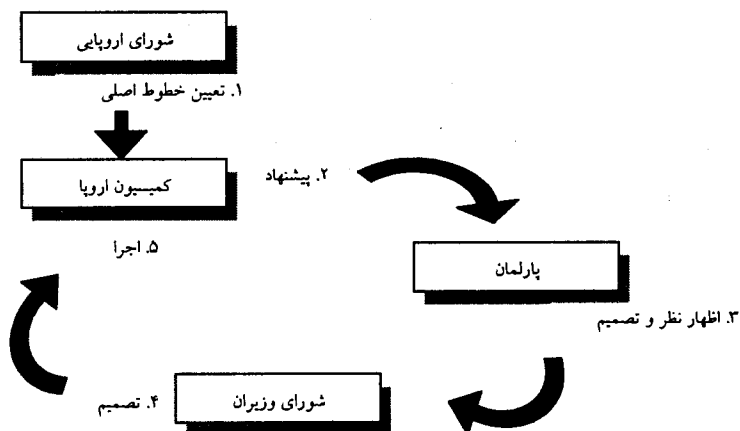 شورای اروپایی
۱. تعیین خطوط اصلی
کمیسیون اروپا
۲. پیشنهاد
۵. اجرا
پارلمان
۳. اظهار نظر و تصمیم
شورای وزیران
۴. تصمیم